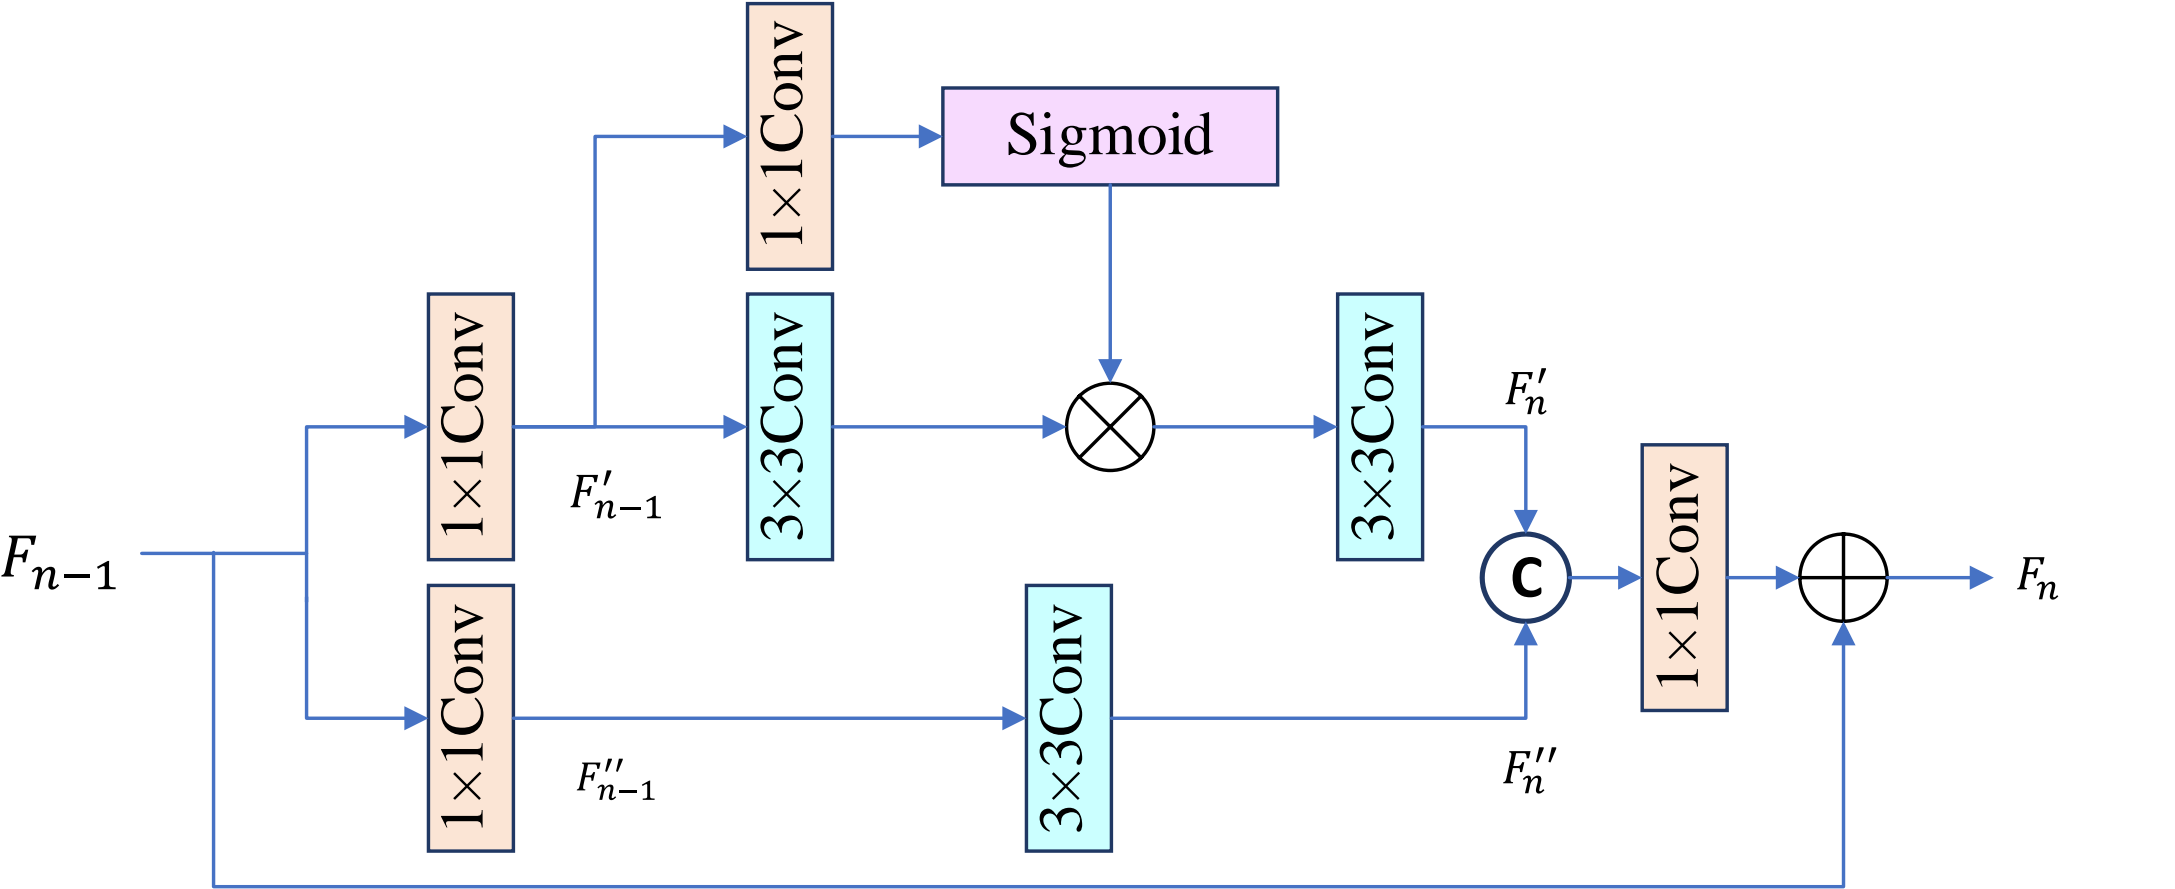 1×1Conv
Sigmoid
1×1Conv
3×3Conv
3×3Conv
F′ₙ
F′ₙ₋₁
1×1Conv
Fₙ₋₁
C
Fₙ
1×1Conv
3×3Conv
F″ₙ₋₁
F″ₙ